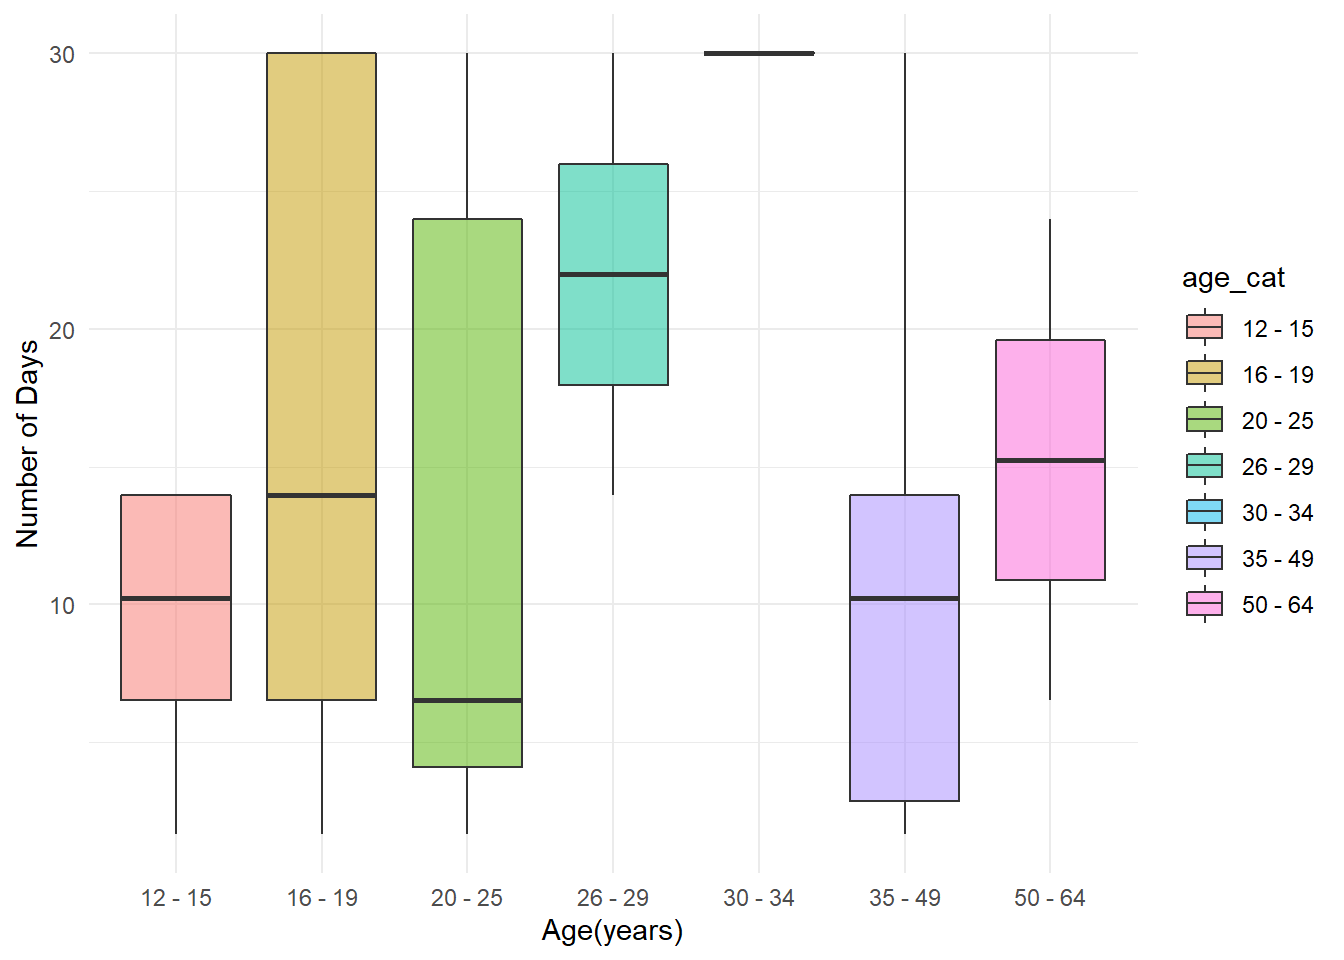 30
20
10
Number of Days
12 - 15
16 - 19
20 - 25
26 - 29
30 - 34
35 - 49
50 - 64
Age(years)
age_cat
12 - 15
16 - 19
20 - 25
26 - 29
30 - 34
35 - 49
50 - 64